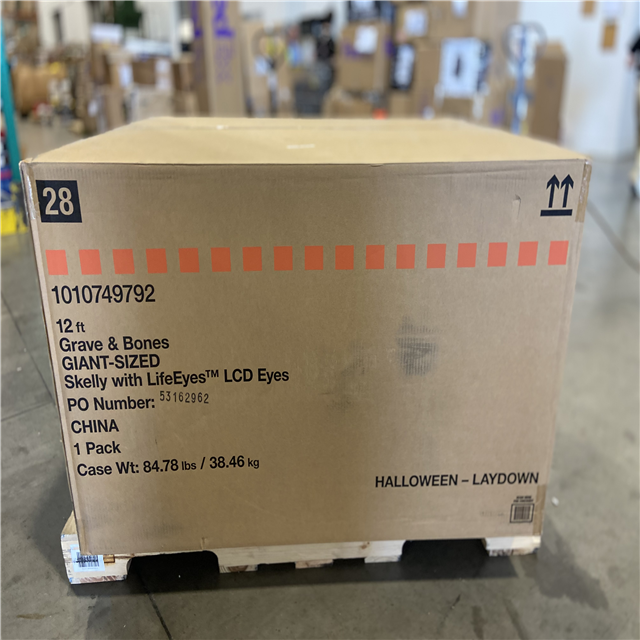 28
1010749792
12 ft
Grave & Bones
GIANT-SIZED
Skelly with LifeEyes™ LCD Eyes
PO Number: 53162962
CHINA
1 Pack
Case Wt: 84.78 lbs / 38.46 kg
HALLOWEEN – LAYDOWN